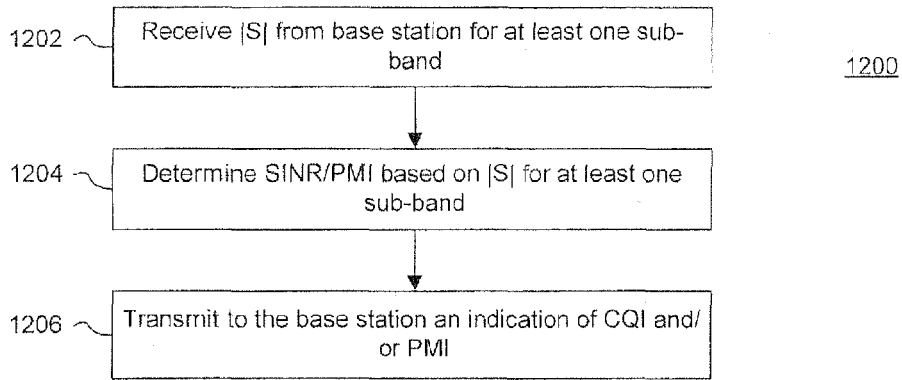 1202
Receive |S| from base station for at least one sub-
band
1200
1204
Determine SINR/PMI based on |S| for at least one
sub-band
1206
Transmit to the base station an indication of CQI and/
or PMI